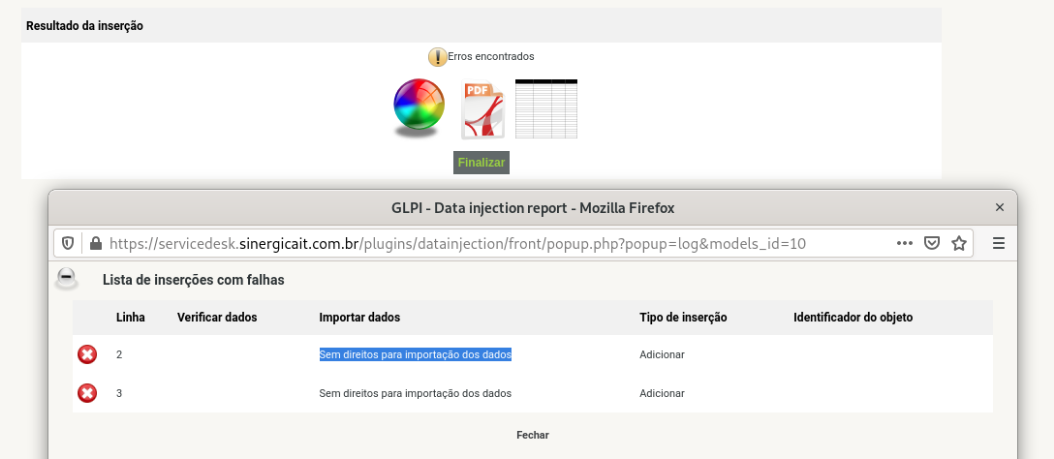 Resultado da inserção
Erros encontrados
PDF
Finalizar
GLPI - Data injection report - Mozilla Firefox
https://servicedesk.sinergicait.com.br/plugins/datainjection/front/popup.php?popup=log&models_id=10
Lista de inserções com falhas
Linha Verificar dados Importar dados Tipo de inserção Identificador do objeto
2 Sem direitos para importação dos dados Adicionar
3 Sem direitos para importação dos dados Adicionar
Fechar